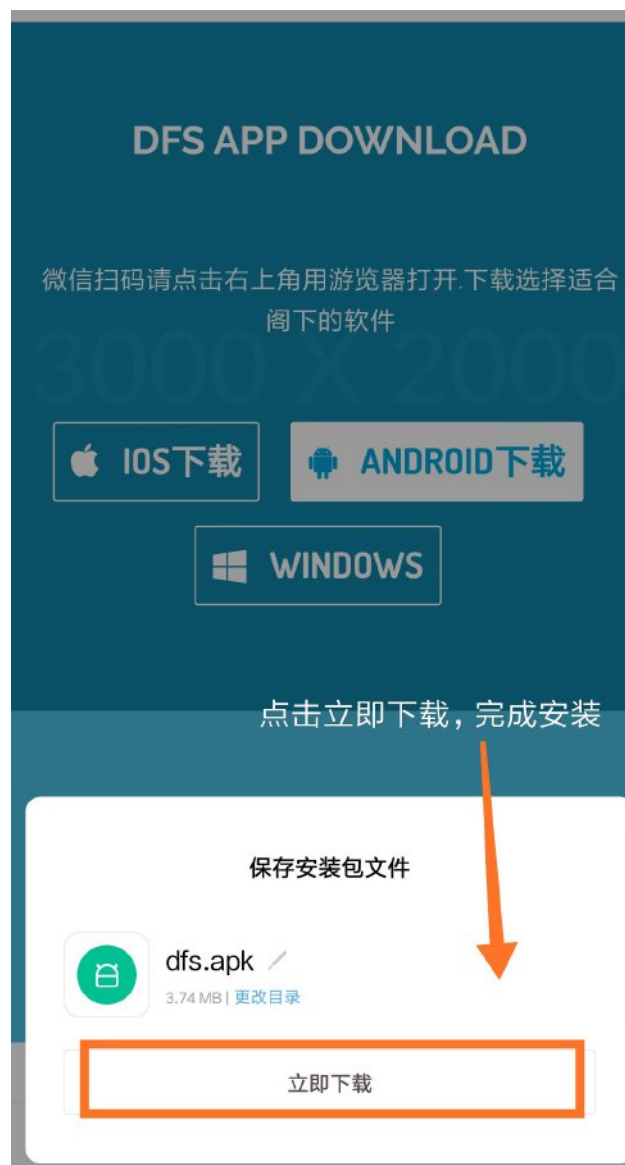 DFS APP DOWNLOAD
微信扫码请点击右上角用游览器打开.下载选择适合
阁下的软件
3000 X 2000
IOS下载
ANDROID下载
WINDOWS
点击立即下载，完成安装
保存安装包文件
dfs.apk
3.74 MB | 更改目录
立即下载